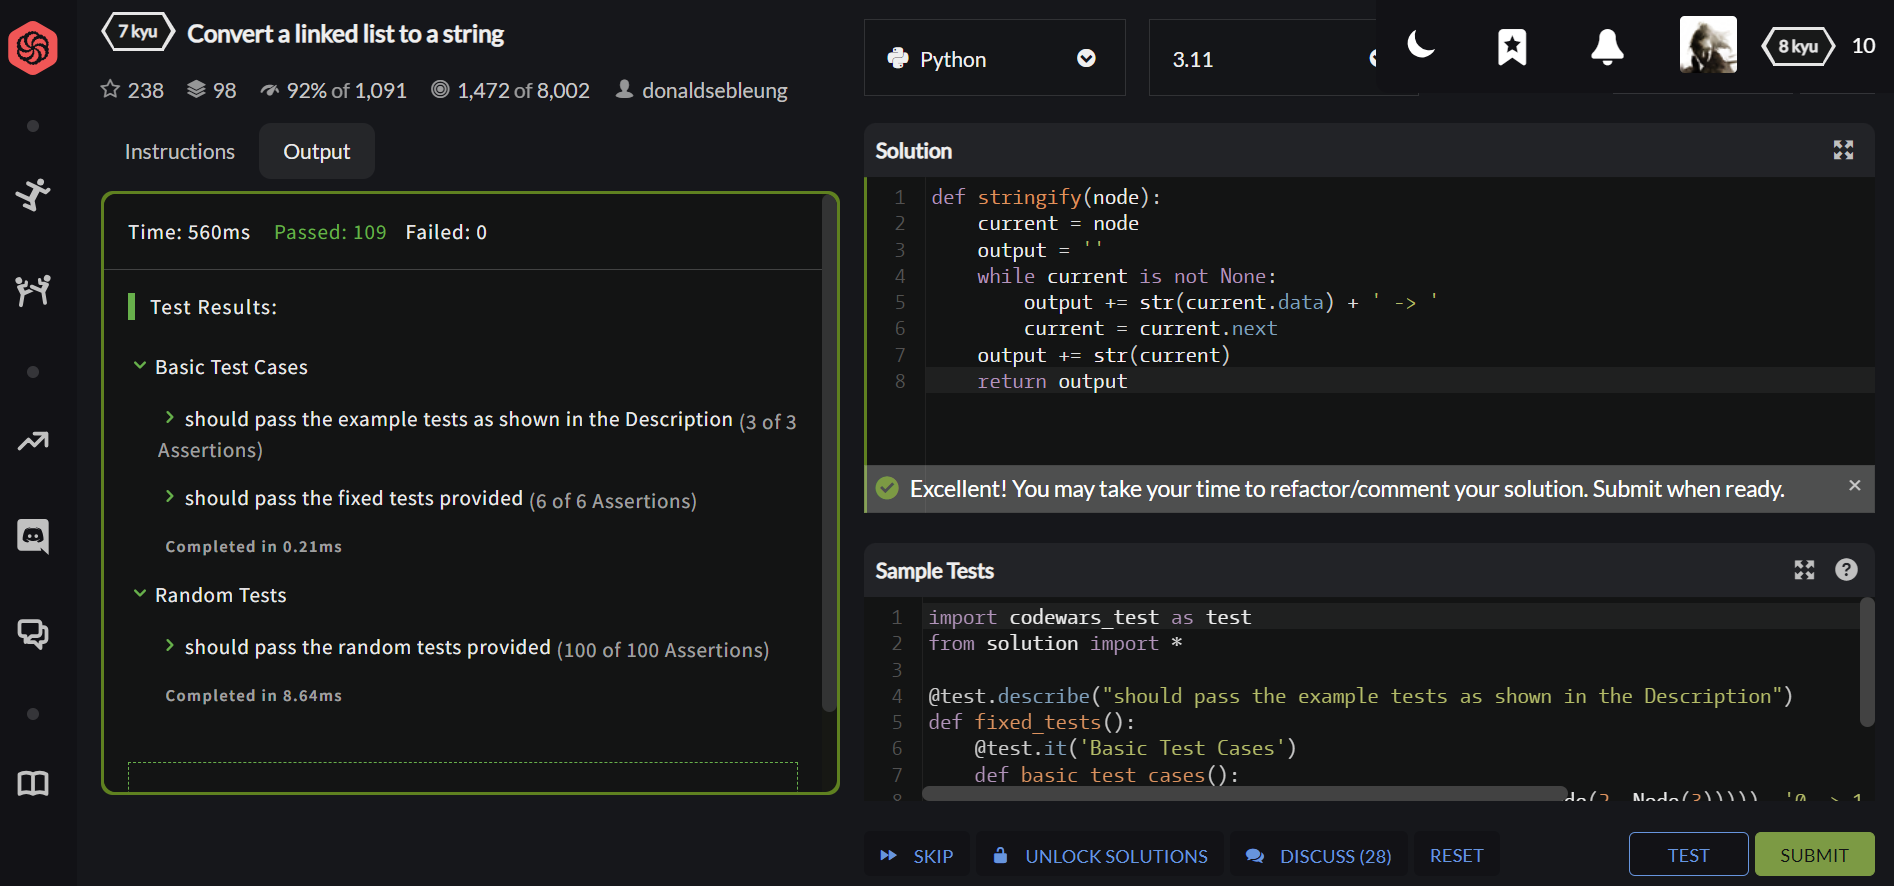 7 kyu Convert a linked list to a string
238 98 92% of 1,091 1,472 of 8,002 donaldsebleung
Python
3.11
8 kyu 10
Instructions Output
Time: 560ms Passed: 109 Failed: 0
Test Results:
Basic Test Cases
should pass the example tests as shown in the Description (3 of 3
Assertions)
should pass the fixed tests provided (6 of 6 Assertions)
Completed in 0.21ms
Random Tests
should pass the random tests provided (100 of 100 Assertions)
Completed in 8.64ms
Solution
1 def stringify(node):
2     current = node
3     output = ''
4     while current is not None:
5         output += str(current.data) + ' -> '
6         current = current.next
7     output += str(current)
8     return output
Excellent! You may take your time to refactor/comment your solution. Submit when ready. ×
Sample Tests
?
1 import codewars_test as test
2 from solution import *
3
4 @test.describe("should pass the example tests as shown in the Description")
5 def fixed_tests():
6     @test.it('Basic Test Cases')
7     def basic_test_cases():
8 de(2, Node(3))))), '0 -> 1
SKIP UNLOCK SOLUTIONS DISCUSS (28) RESET TEST SUBMIT